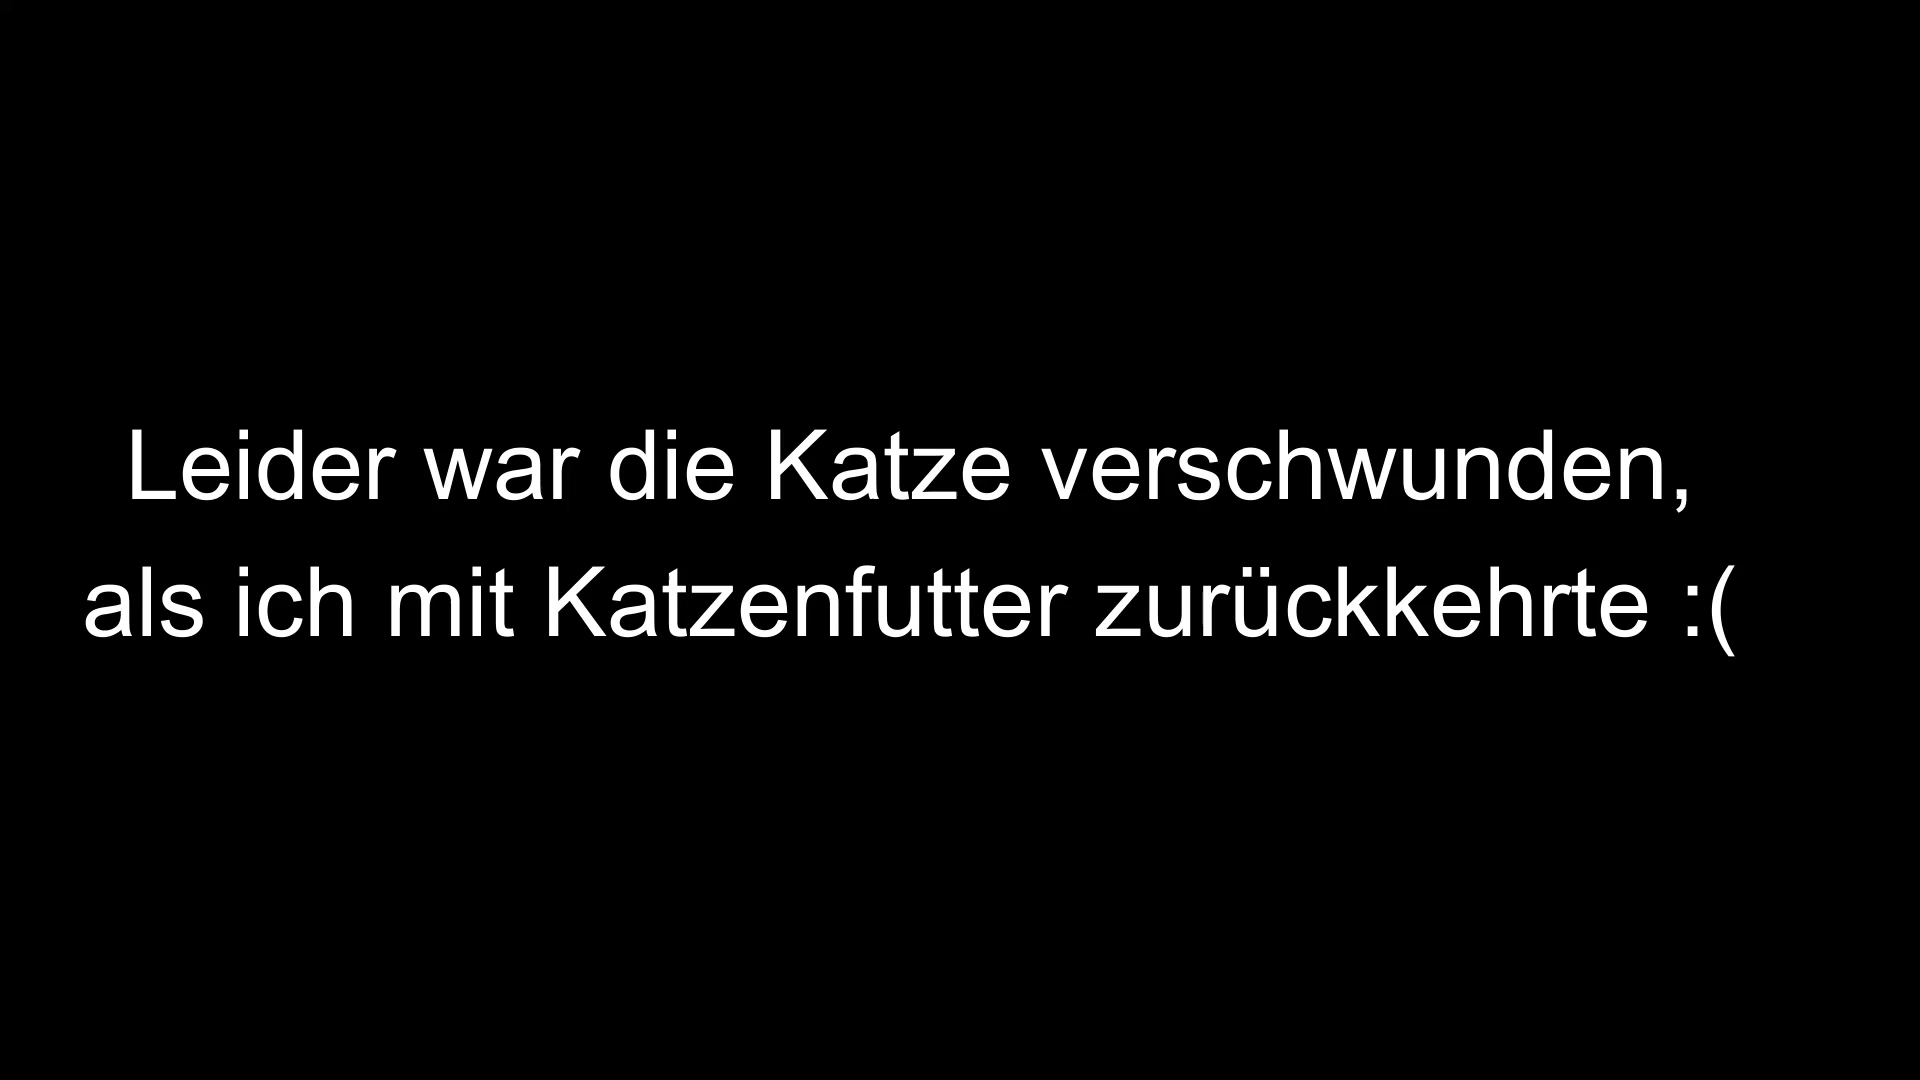 Leider war die Katze verschwunden,
als ich mit Katzenfutter zurückkehrte :(